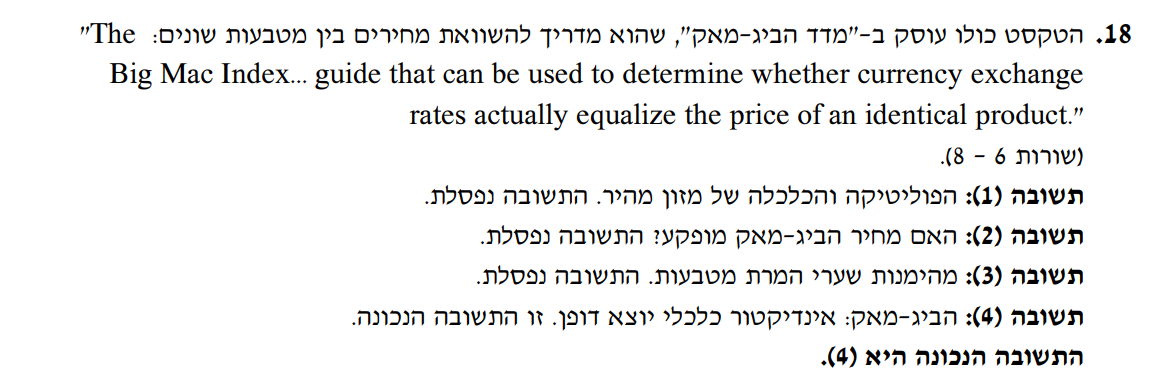 18. הטקסט כולו עוסק ב-"מדד הביג-מאק", שהוא מדריך להשוואת מחירים בין מטבעות שונים: "The
Big Mac Index... guide that can be used to determine whether currency exchange
rates actually equalize the price of an identical product."
(שורות 6 – 8).
תשובה (1): הפוליטיקה והכלכלה של מזון מהיר. התשובה נפסלת.
תשובה (2): האם מחיר הביג-מאק מופקע? התשובה נפסלת.
תשובה (3): מהימנות שערי המרת מטבעות. התשובה נפסלת.
תשובה (4): הביג-מאק: אינדיקטור כלכלי יוצא דופן. זו התשובה הנכונה.
התשובה הנכונה היא (4).